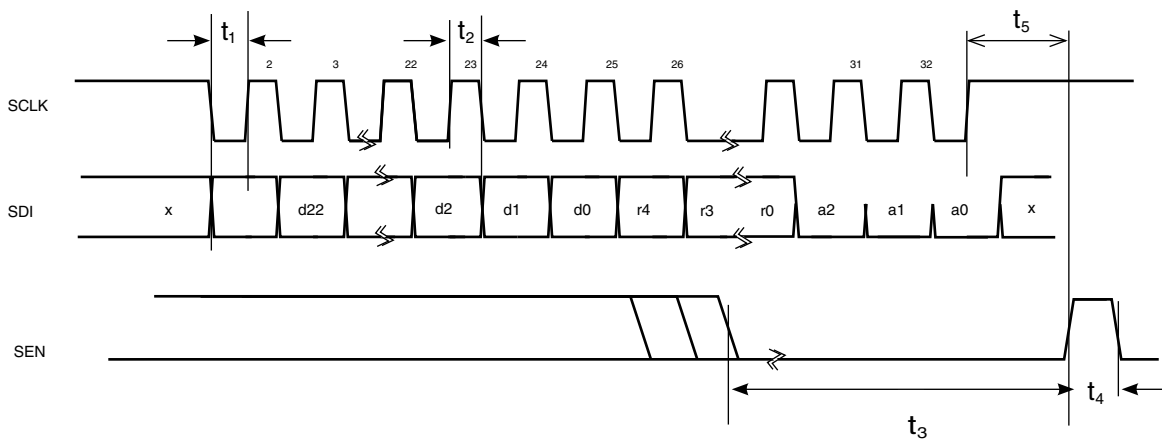 t1 t2 t5
2 3 22 23 24 25 26 31 32
SCLK
SDI x d22 d2 d1 d0 r4 r3 r0 a2 a1 a0 x
SEN
t4
t3